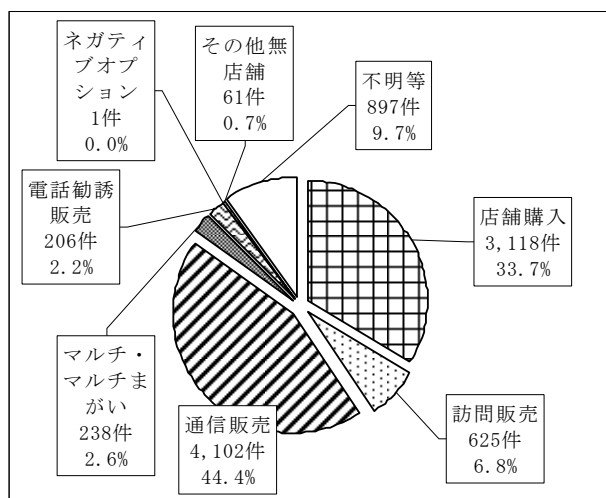 ネガティ
ブオプ
ション
1件
0.0%
その他無
店舗
61件
0.7%
不明等
897件
9.7%
電話勧誘
販売
206件
2.2%
店舗購入
3,118件
33.7%
マルチ・
マルチまが
がい
238件
2.6%
通信販売
4,102件
44.4%
訪問販売
625件
6.8%